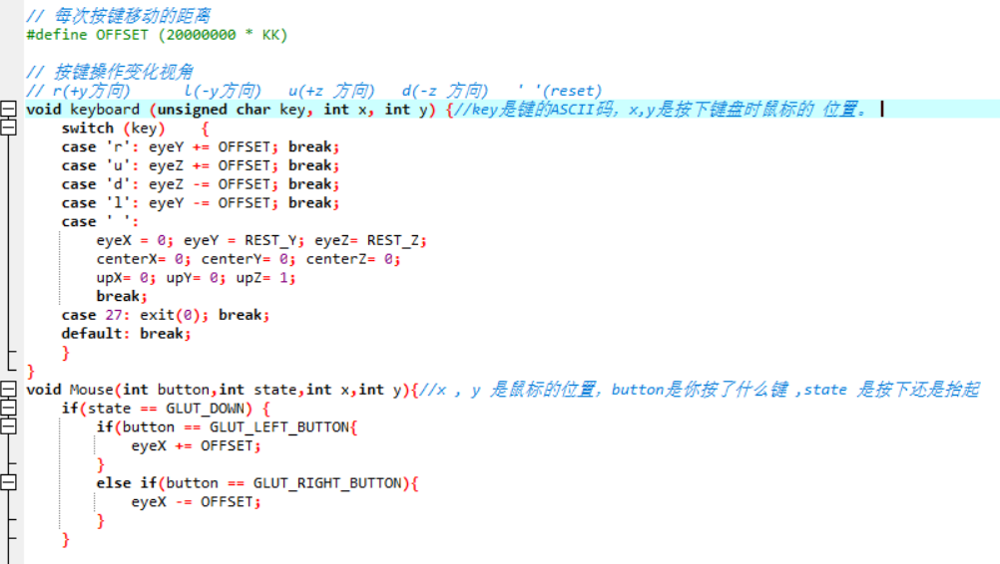 // 每次按键移动的距离
#define OFFSET (20000000 * KK)
// 按键操作变化视角
// r(+y方向)      l(-y方向)   u(+z 方向)   d(-z 方向)   ' '(reset)
void keyboard (unsigned char key, int x, int y) {//key是键的ASCII码，x,y是按下键盘时鼠标的 位置。
    switch (key)    {
    case 'r': eyeY += OFFSET; break;
    case 'u': eyeZ += OFFSET; break;
    case 'd': eyeZ -= OFFSET; break;
    case 'l': eyeY -= OFFSET; break;
    case ' ':
        eyeX = 0; eyeY = REST_Y; eyeZ= REST_Z;
        centerX= 0; centerY= 0; centerZ= 0;
        upX= 0; upY= 0; upZ= 1;
        break;
    case 27: exit(0); break;
    default: break;
    }
}
void Mouse(int button,int state,int x,int y){//x , y 是鼠标的位置，button是你按了什么键 ,state 是按下还是抬起
    if(state == GLUT_DOWN) {
        if(button == GLUT_LEFT_BUTTON{
            eyeX += OFFSET;
        }
        else if(button == GLUT_RIGHT_BUTTON){
            eyeX -= OFFSET;
        }
    }